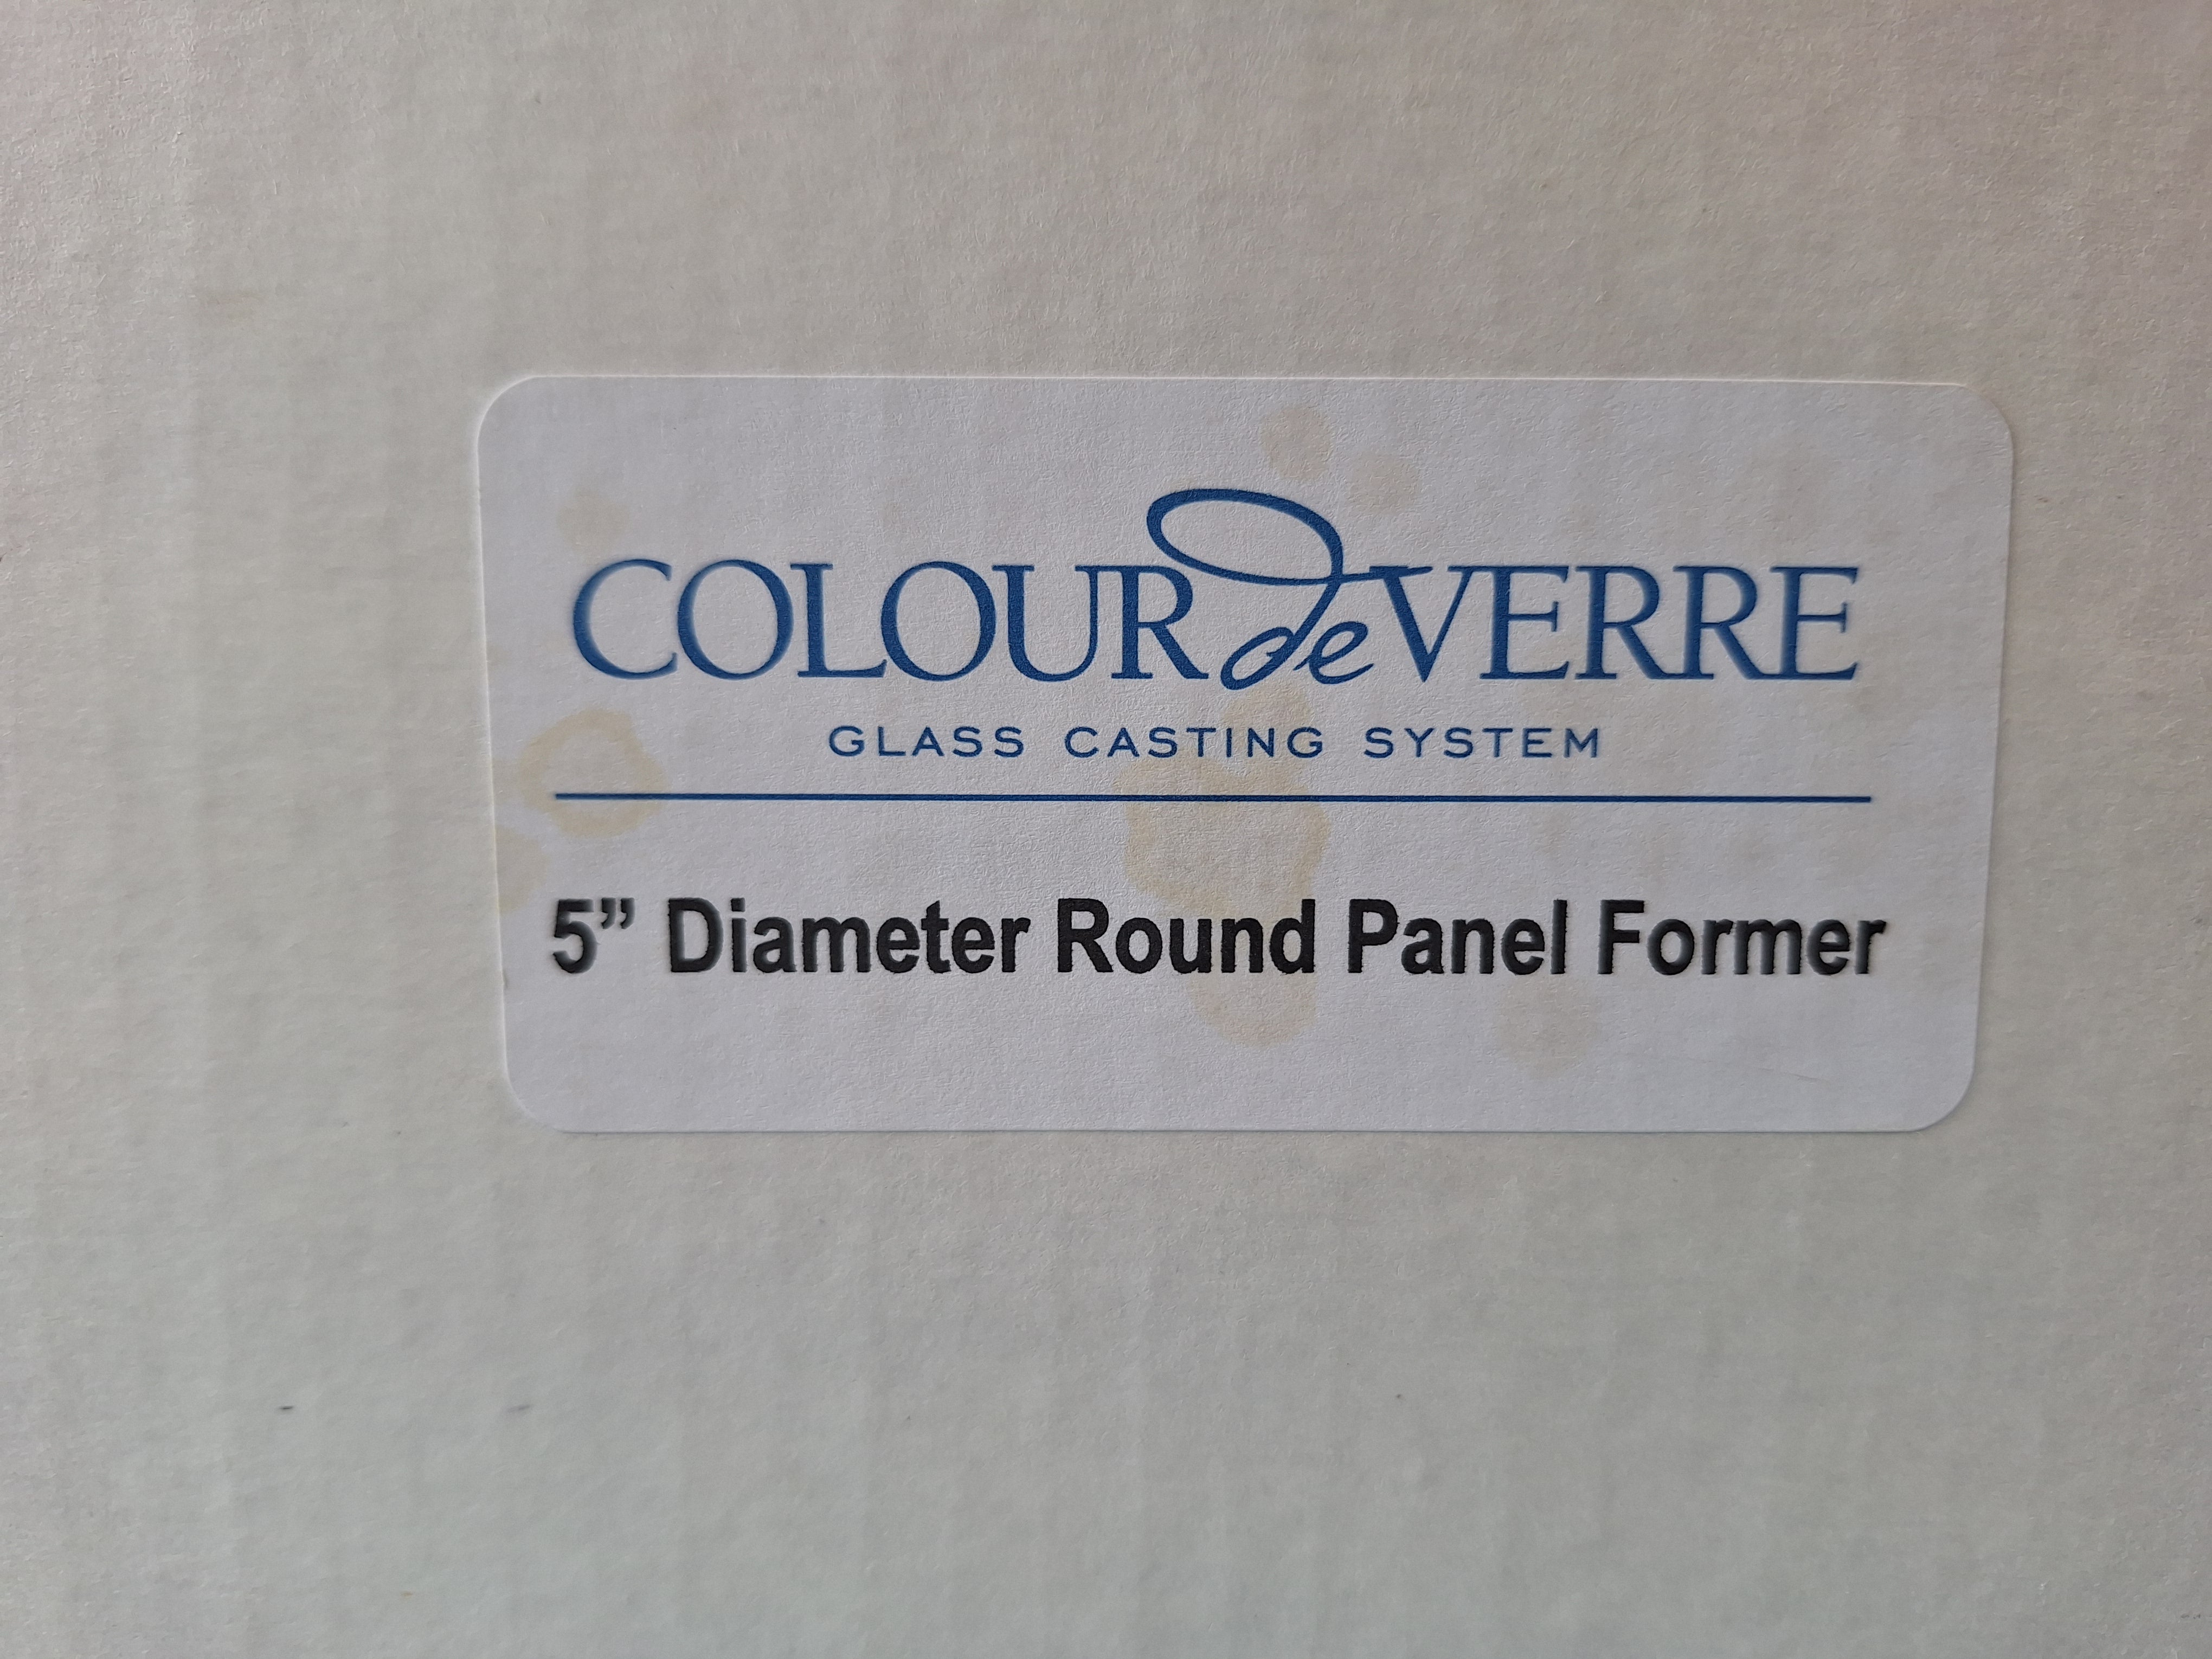 COLOUR de VERRE
GLASS CASTING SYSTEM
5” Diameter Round Panel Former